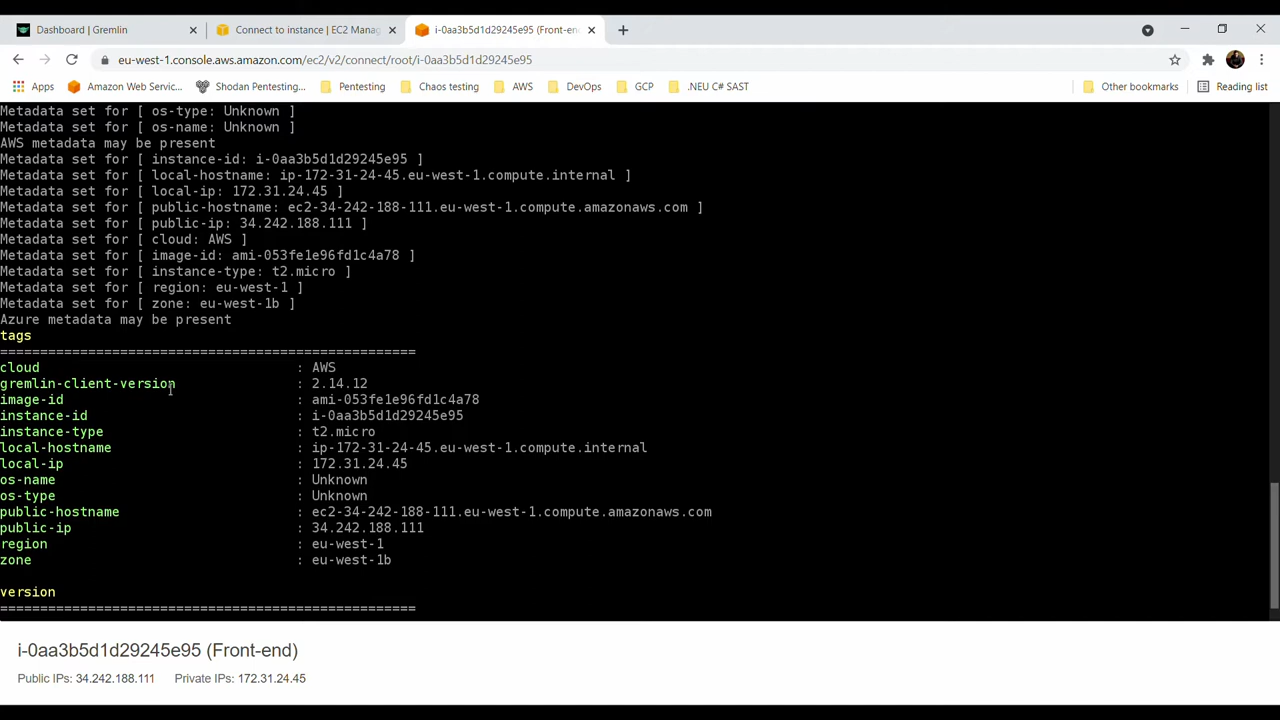 Dashboard | Gremlin
Connect to instance | EC2 Manag
i-0aa3b5d1d29245e95 (Front-en
eu-west-1.console.aws.amazon.com/ec2/v2/connect/root/i-0aa3b5d1d29245e95
Apps Amazon Web Servic... Shodan Pentesting... Pentesting Chaos testing AWS DevOps GCP .NEU C# SAST Other bookmarks Reading list
Metadata set for [ os-type: Unknown ]
Metadata set for [ os-name: Unknown ]
AWS metadata may be present
Metadata set for [ instance-id: i-0aa3b5d1d29245e95 ]
Metadata set for [ local-hostname: ip-172-31-24-45.eu-west-1.compute.internal ]
Metadata set for [ local-ip: 172.31.24.45 ]
Metadata set for [ public-hostname: ec2-34-242-188-111.eu-west-1.compute.amazonaws.com ]
Metadata set for [ public-ip: 34.242.188.111 ]
Metadata set for [ cloud: AWS ]
Metadata set for [ image-id: ami-053fe1e96fd1c4a78 ]
Metadata set for [ instance-type: t2.micro ]
Metadata set for [ region: eu-west-1 ]
Metadata set for [ zone: eu-west-1b ]
Azure metadata may be present
tags
====================================================
cloud : AWS
gremlin-client-version : 2.14.12
image-id : ami-053fe1e96fd1c4a78
instance-id : i-0aa3b5d1d29245e95
instance-type : t2.micro
local-hostname : ip-172-31-24-45.eu-west-1.compute.internal
local-ip : 172.31.24.45
os-name : Unknown
os-type : Unknown
public-hostname : ec2-34-242-188-111.eu-west-1.compute.amazonaws.com
public-ip : 34.242.188.111
region : eu-west-1
zone : eu-west-1b
version
====================================================
i-0aa3b5d1d29245e95 (Front-end)
Public IPs: 34.242.188.111 Private IPs: 172.31.24.45